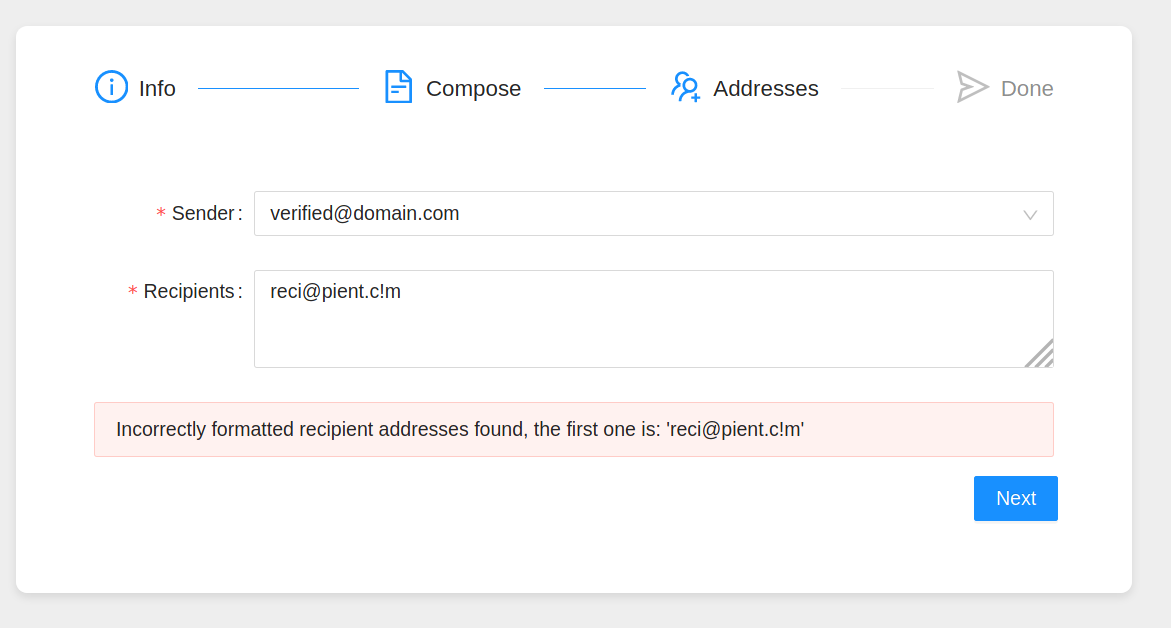 Info Compose Addresses Done
* Sender: verified@domain.com
* Recipients: reci@pient.c!m
Incorrectly formatted recipient addresses found, the first one is: 'reci@pient.c!m'
Next